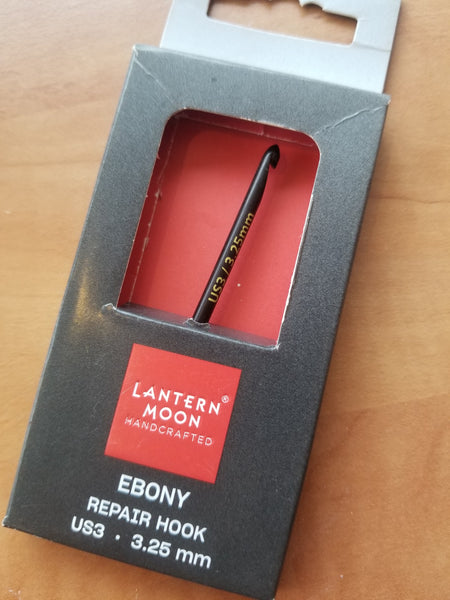 US3 / 3.25mm
LANTERN®
MOON
HANDCRAFTED
EBONY
REPAIR HOOK
US3 • 3.25 mm